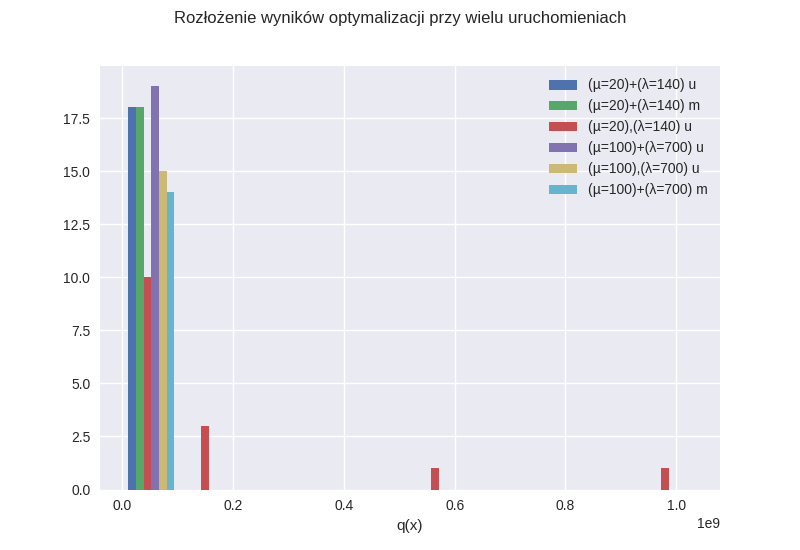 Rozłożenie wyników optymalizacji przy wielu uruchomieniach
(μ=20)+(λ=140) u
(μ=20)+(λ=140) m
(μ=20),(λ=140) u
(μ=100)+(λ=700) u
(μ=100),(λ=700) u
(μ=100)+(λ=700) m
17.5
15.0
12.5
10.0
7.5
5.0
2.5
0.0
0.0 0.2 0.4 0.6 0.8 1.0
q(x)
1e9